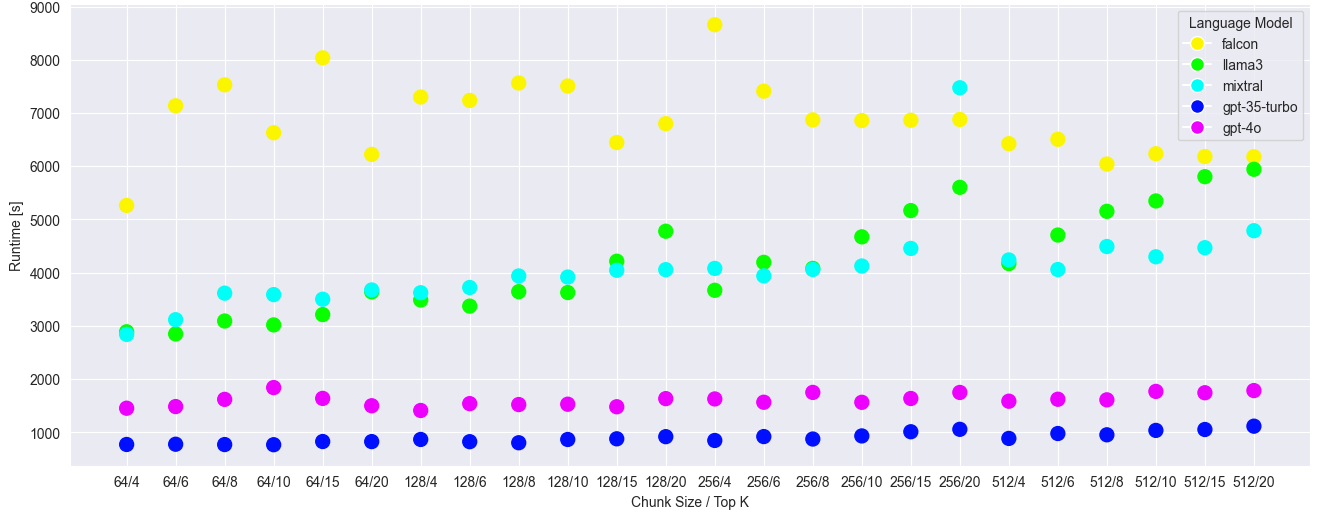 9000
8000
7000
6000
5000
4000
3000
2000
1000
Runtime [s]
Language Model
falcon
llama3
mixtral
gpt-35-turbo
gpt-4o
64/4 64/6 64/8 64/10 64/15 64/20 128/4 128/6 128/8 128/10 128/15 128/20 256/4 256/6 256/8 256/10 256/15 256/20 512/4 512/6 512/8 512/10 512/15 512/20
Chunk Size / Top K